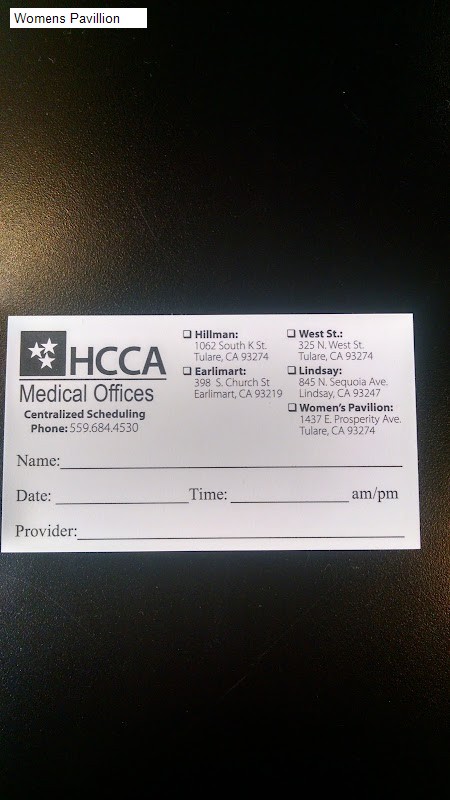 Womens Pavillion
HCCA
Medical Offices
Centralized Scheduling
Phone: 559.684.4530
Hillman:
1062 South K St.
Tulare, CA 93274
Earlimart:
398 S. Church St
Earlimart, CA 93219
West St.:
325 N. West St.
Tulare, CA 93274
Lindsay:
845 N. Sequoia Ave.
Lindsay, CA 93247
Women's Pavilion:
1437 E. Prosperity Ave.
Tulare, CA 93274
Name:
Date: Time: am/pm
Provider: